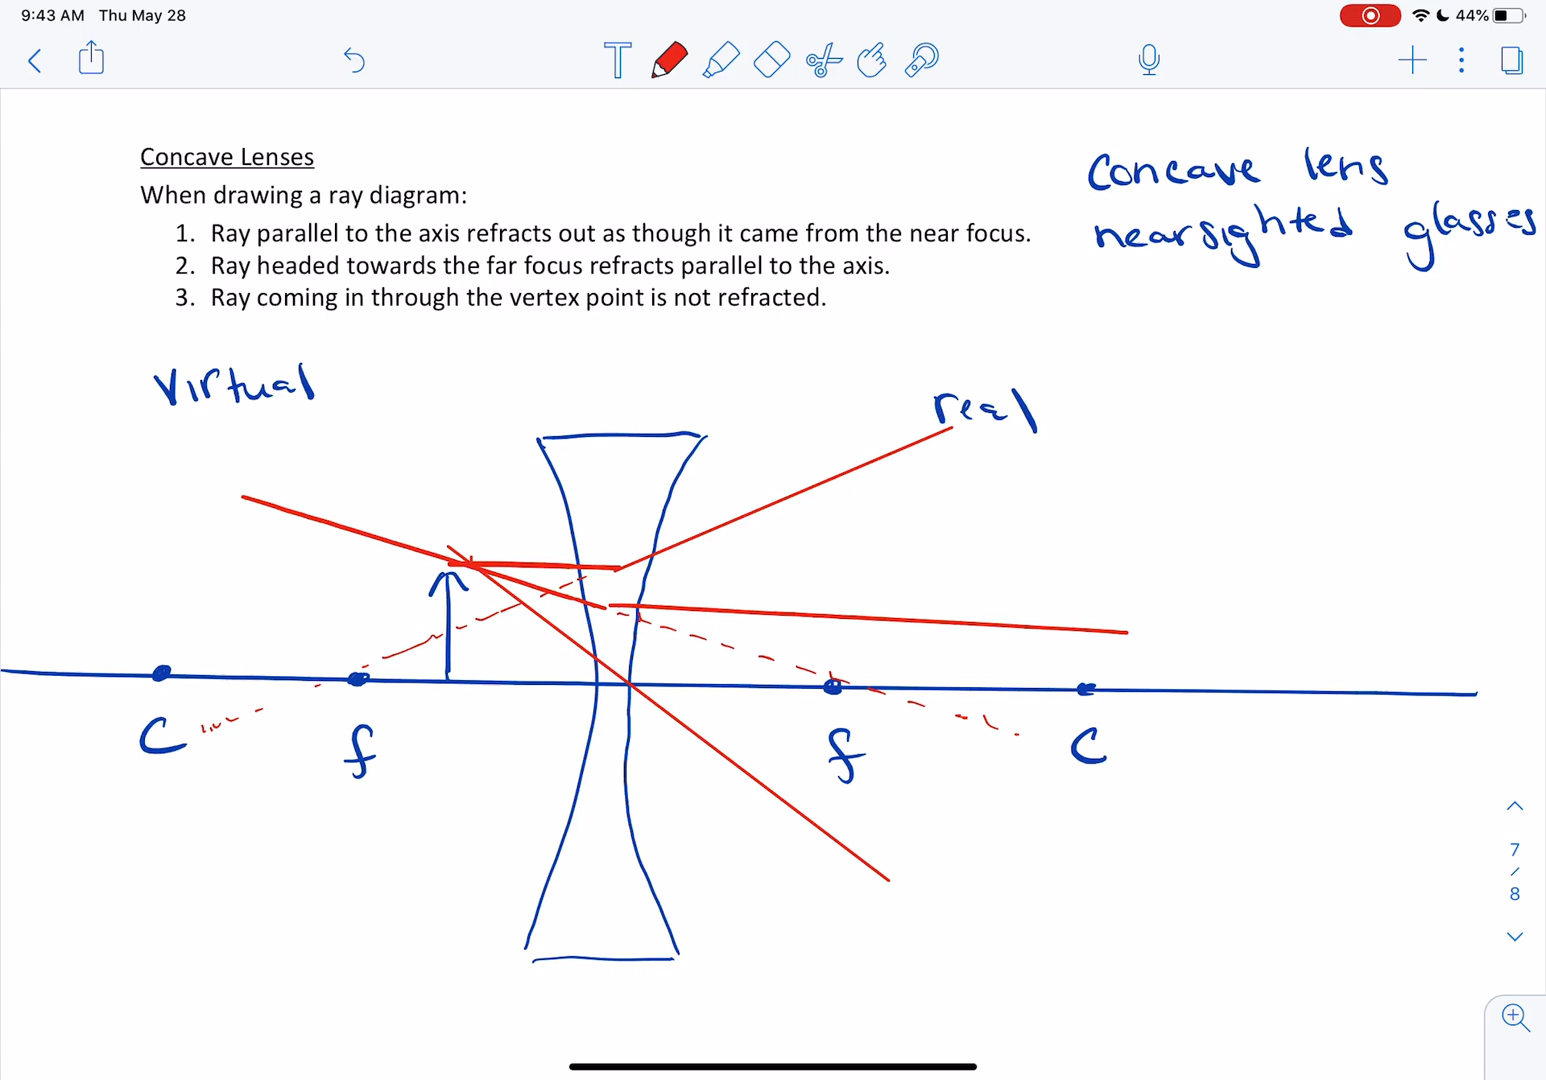 9:43 AM Thu May 28
44%
T
Concave Lenses
When drawing a ray diagram:
1. Ray parallel to the axis refracts out as though it came from the near focus.
2. Ray headed towards the far focus refracts parallel to the axis.
3. Ray coming in through the vertex point is not refracted.
Concave lens
nearsighted glasses
Virtual
real
C f f C
7
/
8